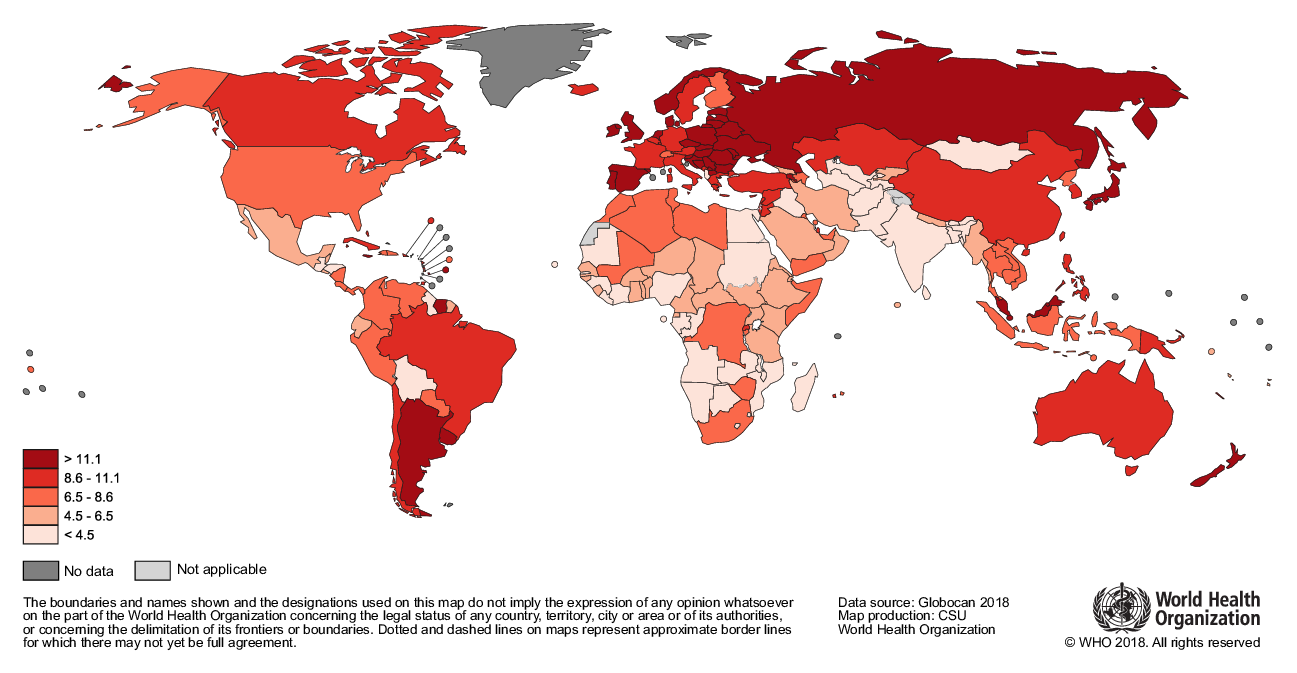 > 11.1
8.6 - 11.1
6.5 - 8.6
4.5 - 6.5
< 4.5
No data
Not applicable
The boundaries and names shown and the designations used on this map do not imply the expression of any opinion whatsoever
on the part of the World Health Organization concerning the legal status of any country, territory, city or area or of its authorities,
or concerning the delimitation of its frontiers or boundaries. Dotted and dashed lines on maps represent approximate border lines
for which there may not yet be full agreement.
Data source: Globocan 2018
Map production: CSU
World Health Organization
World Health
Organization
© WHO 2018. All rights reserved